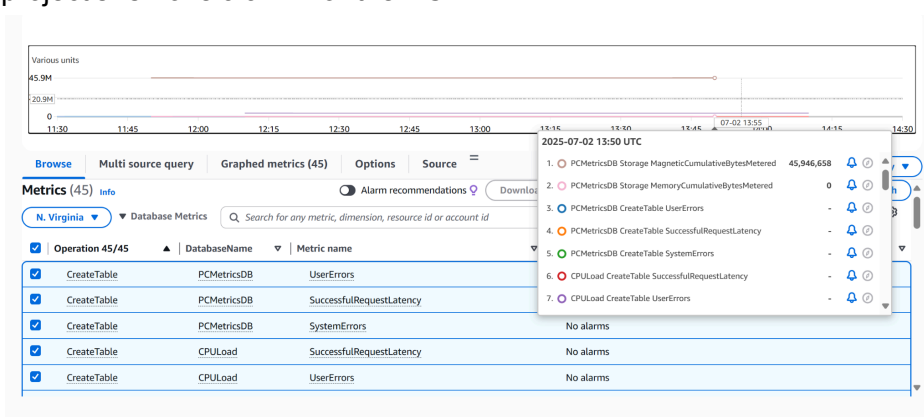 Various units
45.9M
20.9M
0
11:30 11:45 12:00 12:15 12:30 12:45 13:00 13:15 13:30 13:45 14:15 14:30
07-02 13:55
2025-07-02 13:50 UTC
1. PCMetricsDB Storage MagneticCumulativeBytesMetered 45,946,658
2. PCMetricsDB Storage MemoryCumulativeBytesMetered 0
3. PCMetricsDB CreateTable UserErrors -
4. PCMetricsDB CreateTable SuccessfulRequestLatency -
5. PCMetricsDB CreateTable SystemErrors -
6. CPULoad CreateTable SuccessfulRequestLatency -
7. CPULoad CreateTable UserErrors -
Browse Multi source query Graphed metrics (45) Options Source
Metrics (45) Info Alarm recommendations
N. Virginia Database Metrics Search for any metric, dimension, resource id or account id
Operation 45/45 DatabaseName Metric name
CreateTable PCMetricsDB UserErrors
CreateTable PCMetricsDB SuccessfulRequestLatency
CreateTable PCMetricsDB SystemErrors No alarms
CreateTable CPULoad SuccessfulRequestLatency No alarms
CreateTable CPULoad UserErrors No alarms